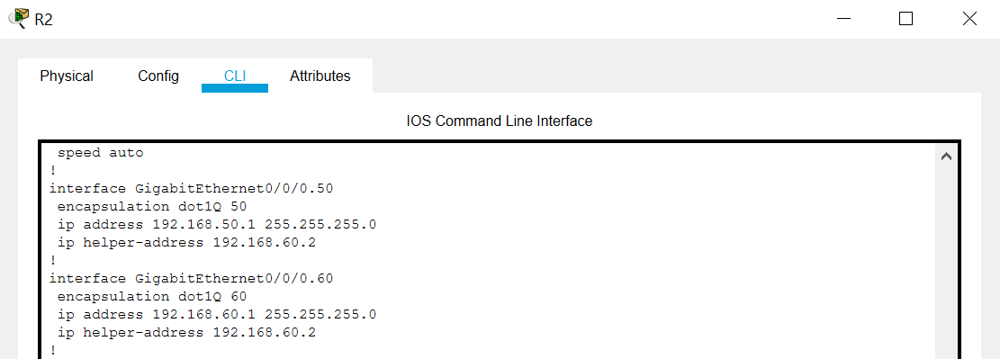 R2
Physical Config CLI Attributes
IOS Command Line Interface
 speed auto
!
interface GigabitEthernet0/0/0.50
 encapsulation dot1Q 50
 ip address 192.168.50.1 255.255.255.0
 ip helper-address 192.168.60.2
!
interface GigabitEthernet0/0/0.60
 encapsulation dot1Q 60
 ip address 192.168.60.1 255.255.255.0
 ip helper-address 192.168.60.2
!